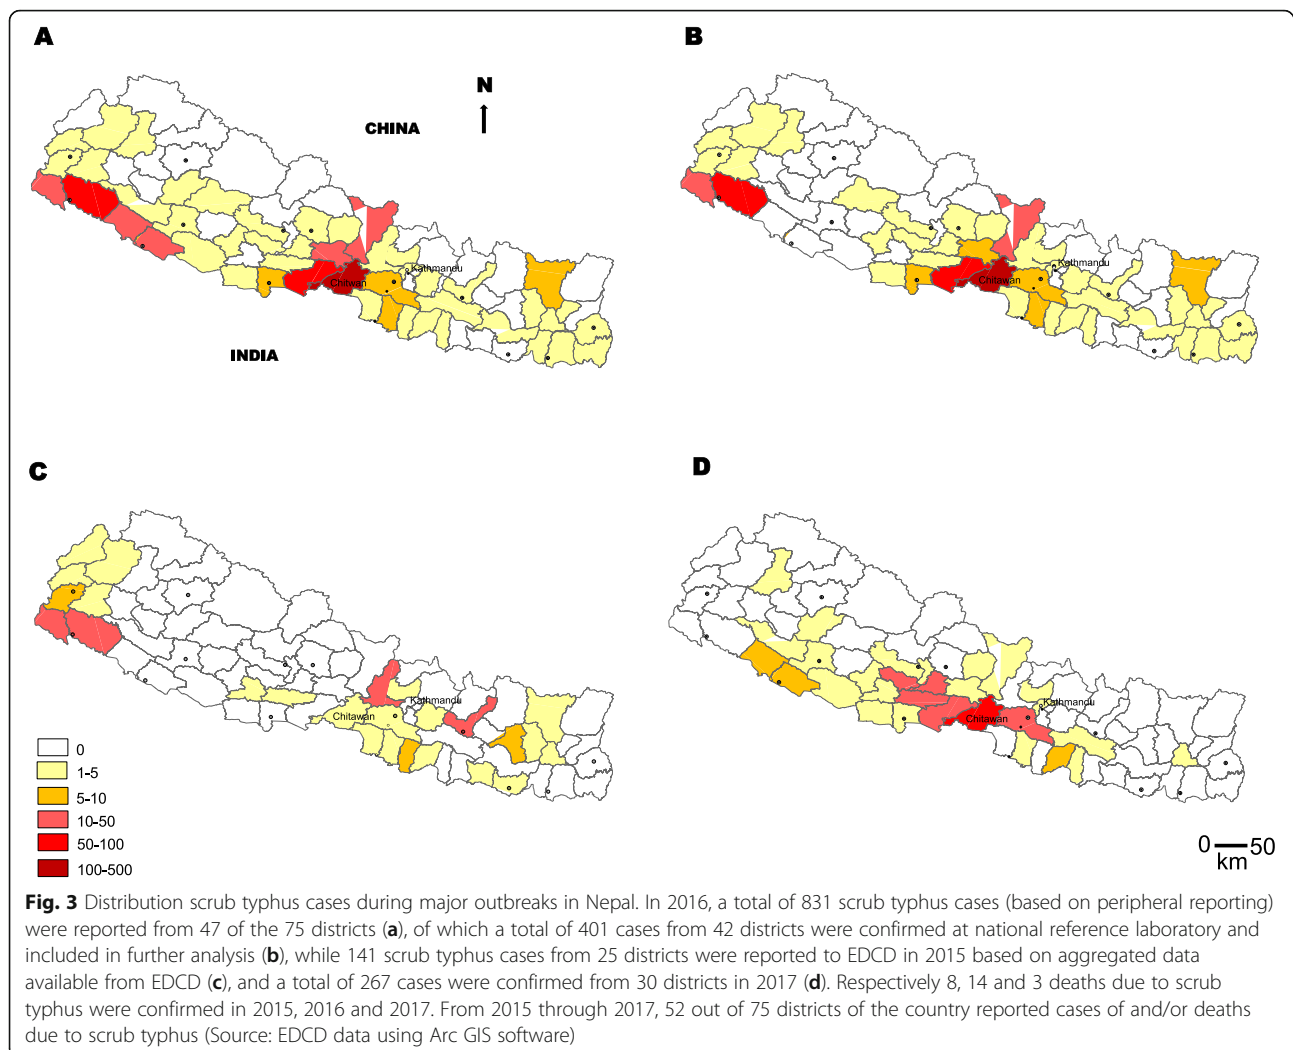 A
B
N
CHINA
Kathmandu
Chitwan
Kathmandu
Chitawan
INDIA
C
D
Kathmandu
Chitawan
Kathmandu
Chitawan
0
1-5
5-10
10-50
50-100
100-500
0 50
km
Fig. 3 Distribution scrub typhus cases during major outbreaks in Nepal. In 2016, a total of 831 scrub typhus cases (based on peripheral reporting)
were reported from 47 of the 75 districts (a), of which a total of 401 cases from 42 districts were confirmed at national reference laboratory and
included in further analysis (b), while 141 scrub typhus cases from 25 districts were reported to EDCD in 2015 based on aggregated data
available from EDCD (c), and a total of 267 cases were confirmed from 30 districts in 2017 (d). Respectively 8, 14 and 3 deaths due to scrub
typhus were confirmed in 2015, 2016 and 2017. From 2015 through 2017, 52 out of 75 districts of the country reported cases of and/or deaths
due to scrub typhus (Source: EDCD data using Arc GIS software)